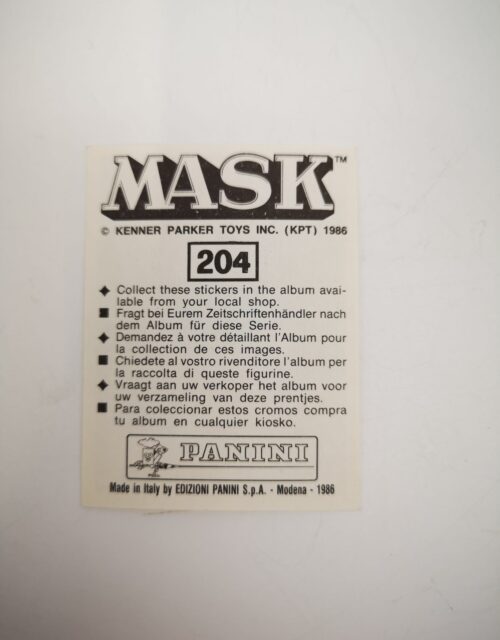 MASK™
© KENNER PARKER TOYS INC. (KPT) 1986
204
◆ Collect these stickers in the album avai-
lable from your local shop.
■ Fragt bei Eurem Zeitschriftenhändler nach
dem Album für diese Serie.
◆ Demandez à votre détaillant l'Album pour
la collection de ces images.
■ Chiedete al vostro rivenditore l'album per
la raccolta di queste figurine.
◆ Vraagt aan uw verkoper het album voor
uw verzameling van deze prentjes.
■ Para coleccionar estos cromos compra
tu album en cualquier kiosko.
PANINI
Made in Italy by EDIZIONI PANINI S.p.A. - Modena - 1986